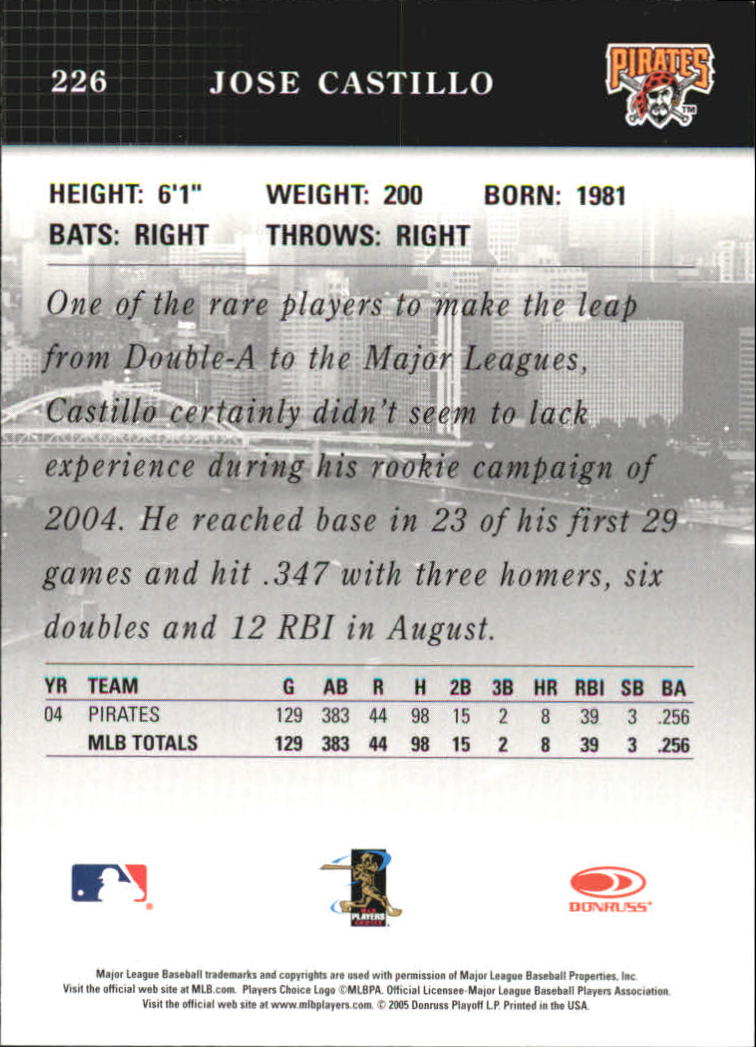 226 JOSE CASTILLO
PIRATES
TM
HEIGHT: 6'1" WEIGHT: 200 BORN: 1981
BATS: RIGHT THROWS: RIGHT
One of the rare players to make the leap
from Double-A to the Major Leagues,
Castillo certainly didn't seem to lack
experience during his rookie campaign of
2004. He reached base in 23 of his first 29
games and hit .347 with three homers, six
doubles and 12 RBI in August.
YR TEAM G AB R H 2B 3B HR RBI SB BA
04 PIRATES 129 383 44 98 15 2 8 39 3 .256
MLB TOTALS 129 383 44 98 15 2 8 39 3 .256
PLAYERS
CHOICE
DONRUSS
Major League Baseball trademarks and copyrights are used with permission of Major League Baseball Properties, Inc.
Visit the official web site at MLB.com. Players Choice Logo ©MLBPA. Official Licensee-Major League Baseball Players Association.
Visit the official web site at www.mlbplayers.com. © 2005 Donruss Playoff L.P. Printed in the USA.